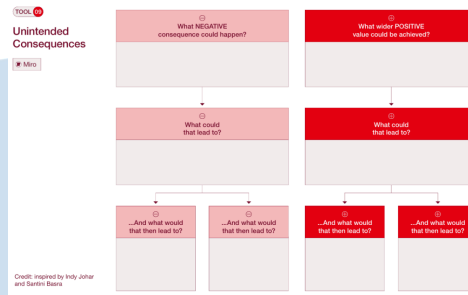 TOOL 09
Unintended
Consequences
Miro
What NEGATIVE
consequence could happen?
What wider POSITIVE
value could be achieved?
What could
that lead to?
What could
that lead to?
...And what would
that then lead to?
...And what would
that then lead to?
...And what would
that then lead to?
...And what would
that then lead to?
Credit: inspired by Indy Johar
and Santini Basra